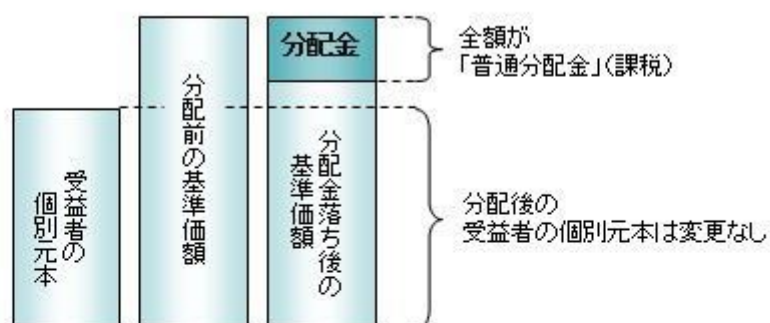 分配金
全額が
「普通分配金」(課税)
受益者の
個別元本
分配前の基準価額
分配金落ち後の
基準価額
分配後の
受益者の個別元本は変更なし